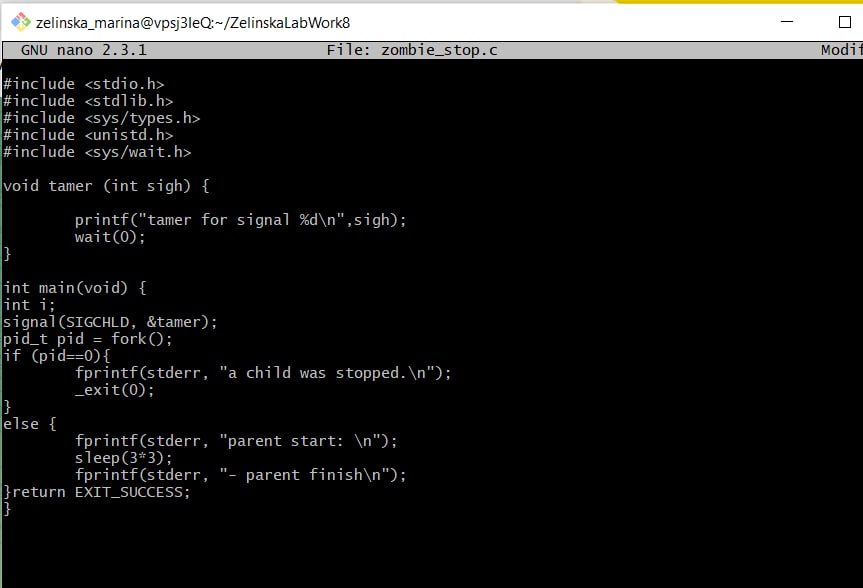 zelinska_marina@vpsj3IeQ:~/ZelinskaLabWork8
GNU nano 2.3.1 File: zombie_stop.c Modif
#include <stdio.h>
#include <stdlib.h>
#include <sys/types.h>
#include <unistd.h>
#include <sys/wait.h>
void tamer (int sigh) {
printf("tamer for signal %d\n",sigh);
wait(0);
}
int main(void) {
int i;
signal(SIGCHLD, &tamer);
pid_t pid = fork();
if (pid==0){
fprintf(stderr, "a child was stopped.\n");
_exit(0);
}
else {
fprintf(stderr, "parent start: \n");
sleep(3*3);
fprintf(stderr, "- parent finish\n");
}return EXIT_SUCCESS;
}